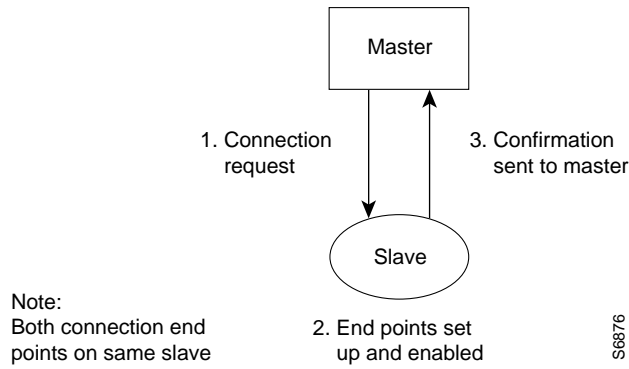 Master
1. Connection
request
3. Confirmation
sent to master
Slave
Note:
Both connection end
points on same slave
2. End points set
up and enabled
S6876